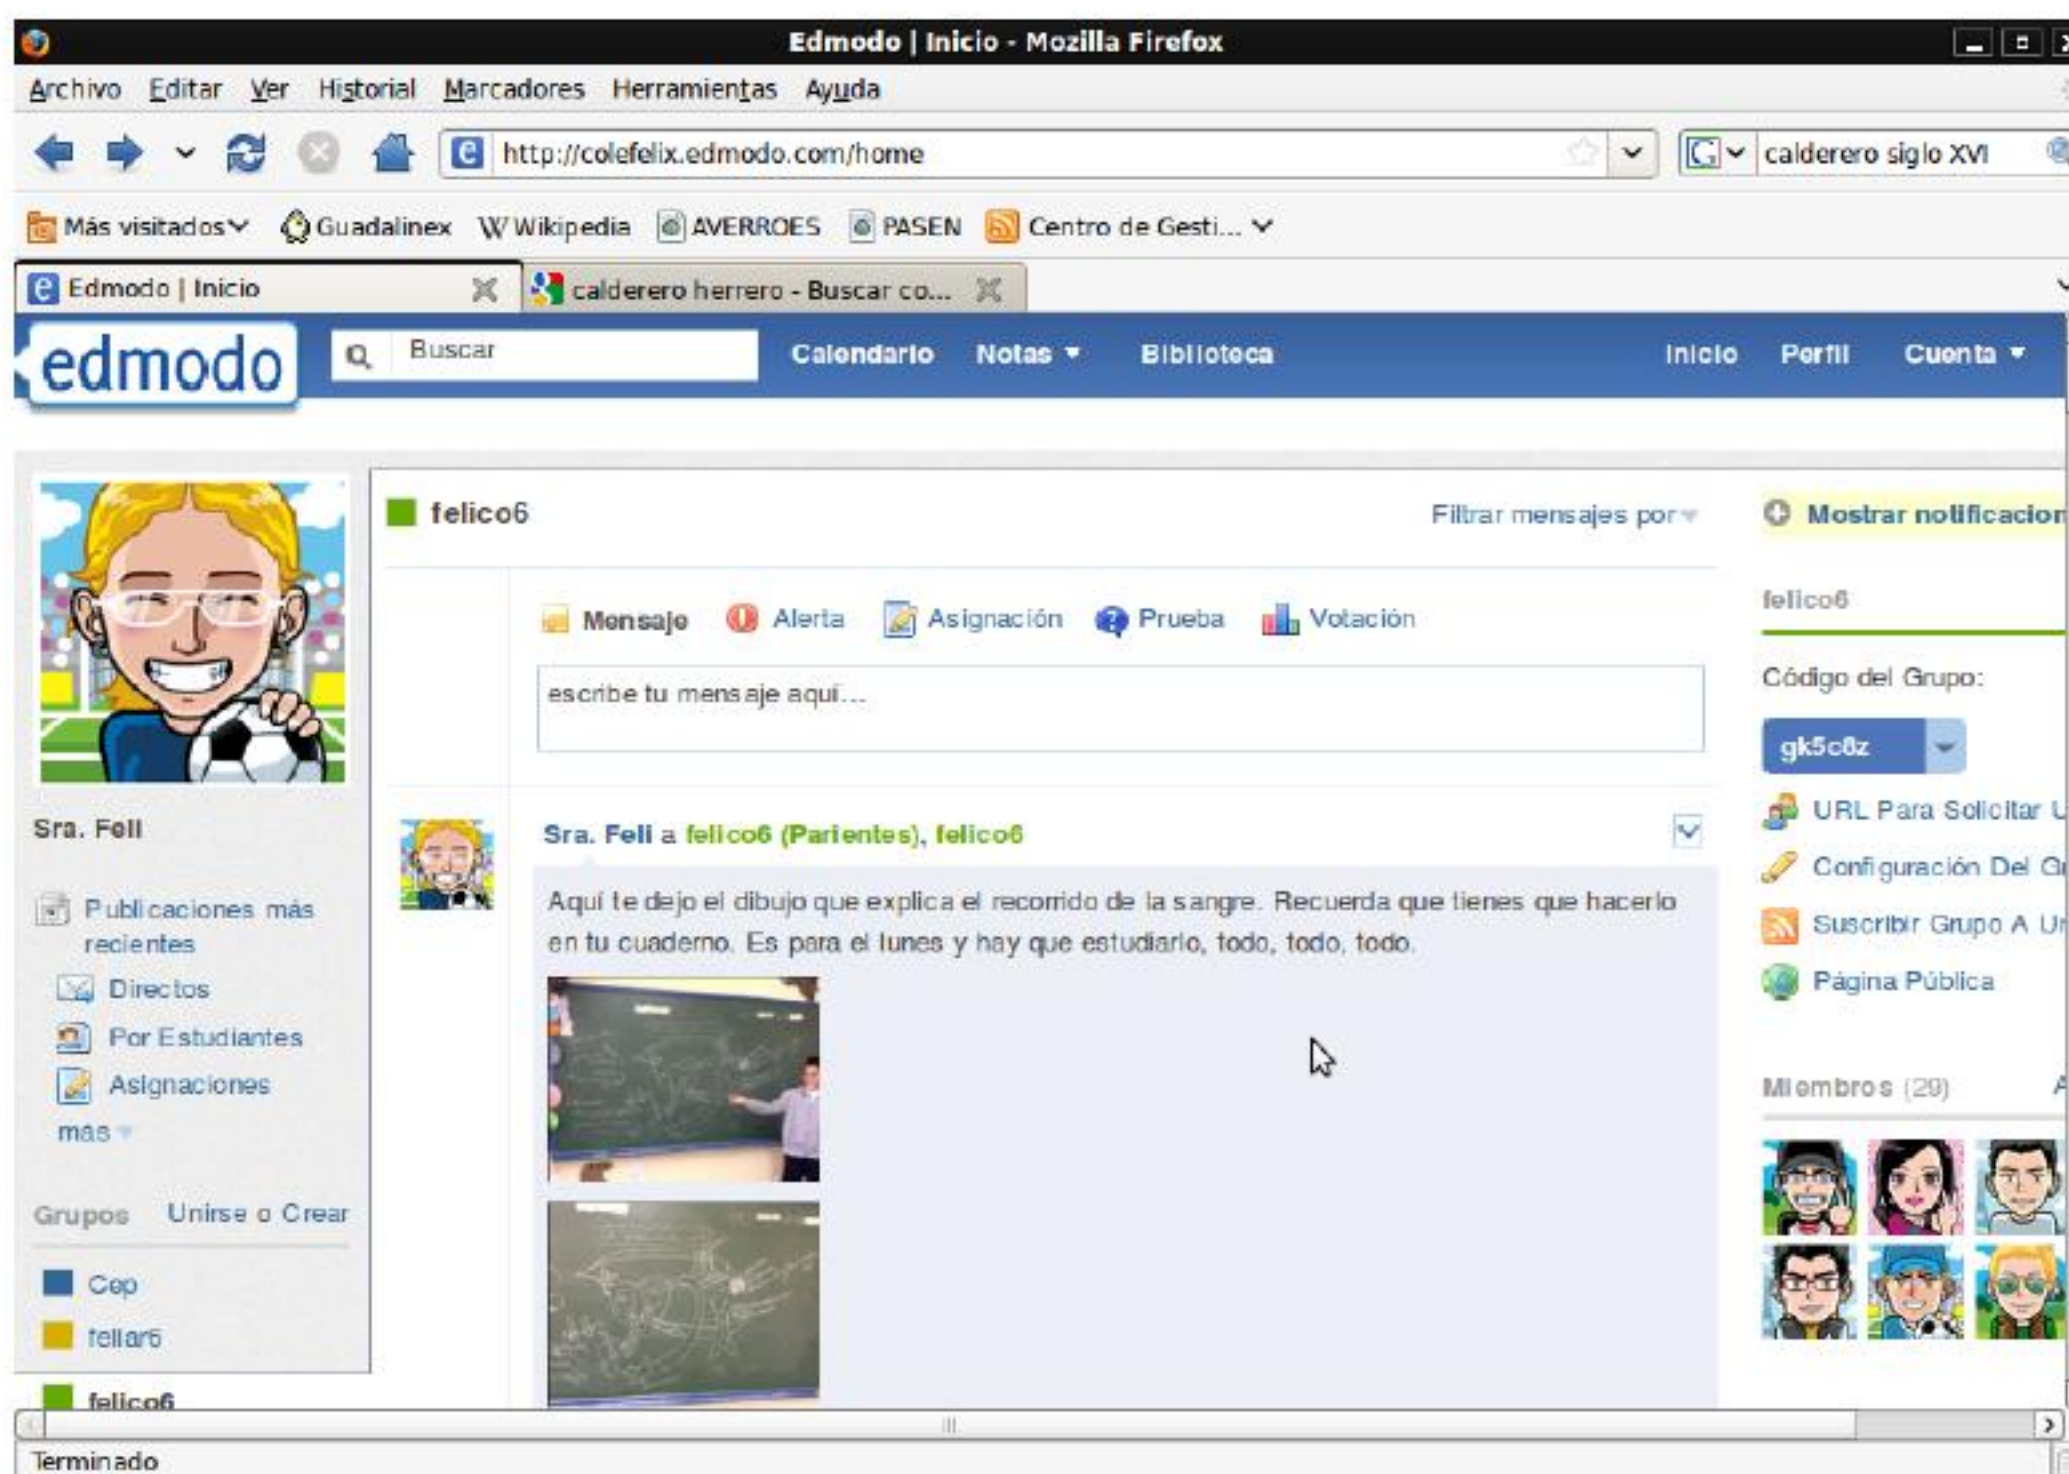 Edmodo | Inicio - Mozilla Firefox
Archivo Editar Ver Historial Marcadores Herramientas Ayuda
http://colefelix.edmodo.com/home
calderero siglo XVI
Más visitados Guadalinex Wikipedia AVERROES PASEN Centro de Gesti...
Edmodo | Inicio
calderero herrero - Buscar co...
edmodo
Buscar
Calendario Notas Biblioteca
Inicio Perfil Cuenta
felico6
Filtrar mensajes por
Mostrar notificacion
Mensaje Alerta Asignación Prueba Votación
escribe tu mensaje aquí...
felico6
Código del Grupo:
gk5c8z
URL Para Solicitar U
Configuración Del Gr
Suscribir Grupo A Un
Página Pública
Miembros (29)
Sra. Feli
Publicaciones más
recientes
Directos
Por Estudiantes
Asignaciones
más
Grupos Unirse o Crear
Cep
feliar6
felico6
Sra. Feli a felico6 (Parientes), felico6
Aquí te dejo el dibujo que explica el recorrido de la sangre. Recuerda que tienes que hacerlo
en tu cuaderno. Es para el lunes y hay que estudiarlo, todo, todo, todo.
Terminado